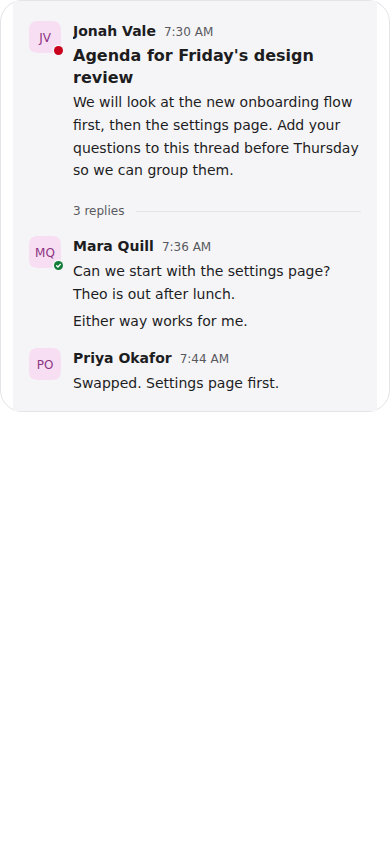 JV
Jonah Vale 7:30 AM
Agenda for Friday's design
review
We will look at the new onboarding flow
first, then the settings page. Add your
questions to this thread before Thursday
so we can group them.
3 replies
MQ
Mara Quill 7:36 AM
Can we start with the settings page?
Theo is out after lunch.
Either way works for me.
PO
Priya Okafor 7:44 AM
Swapped. Settings page first.